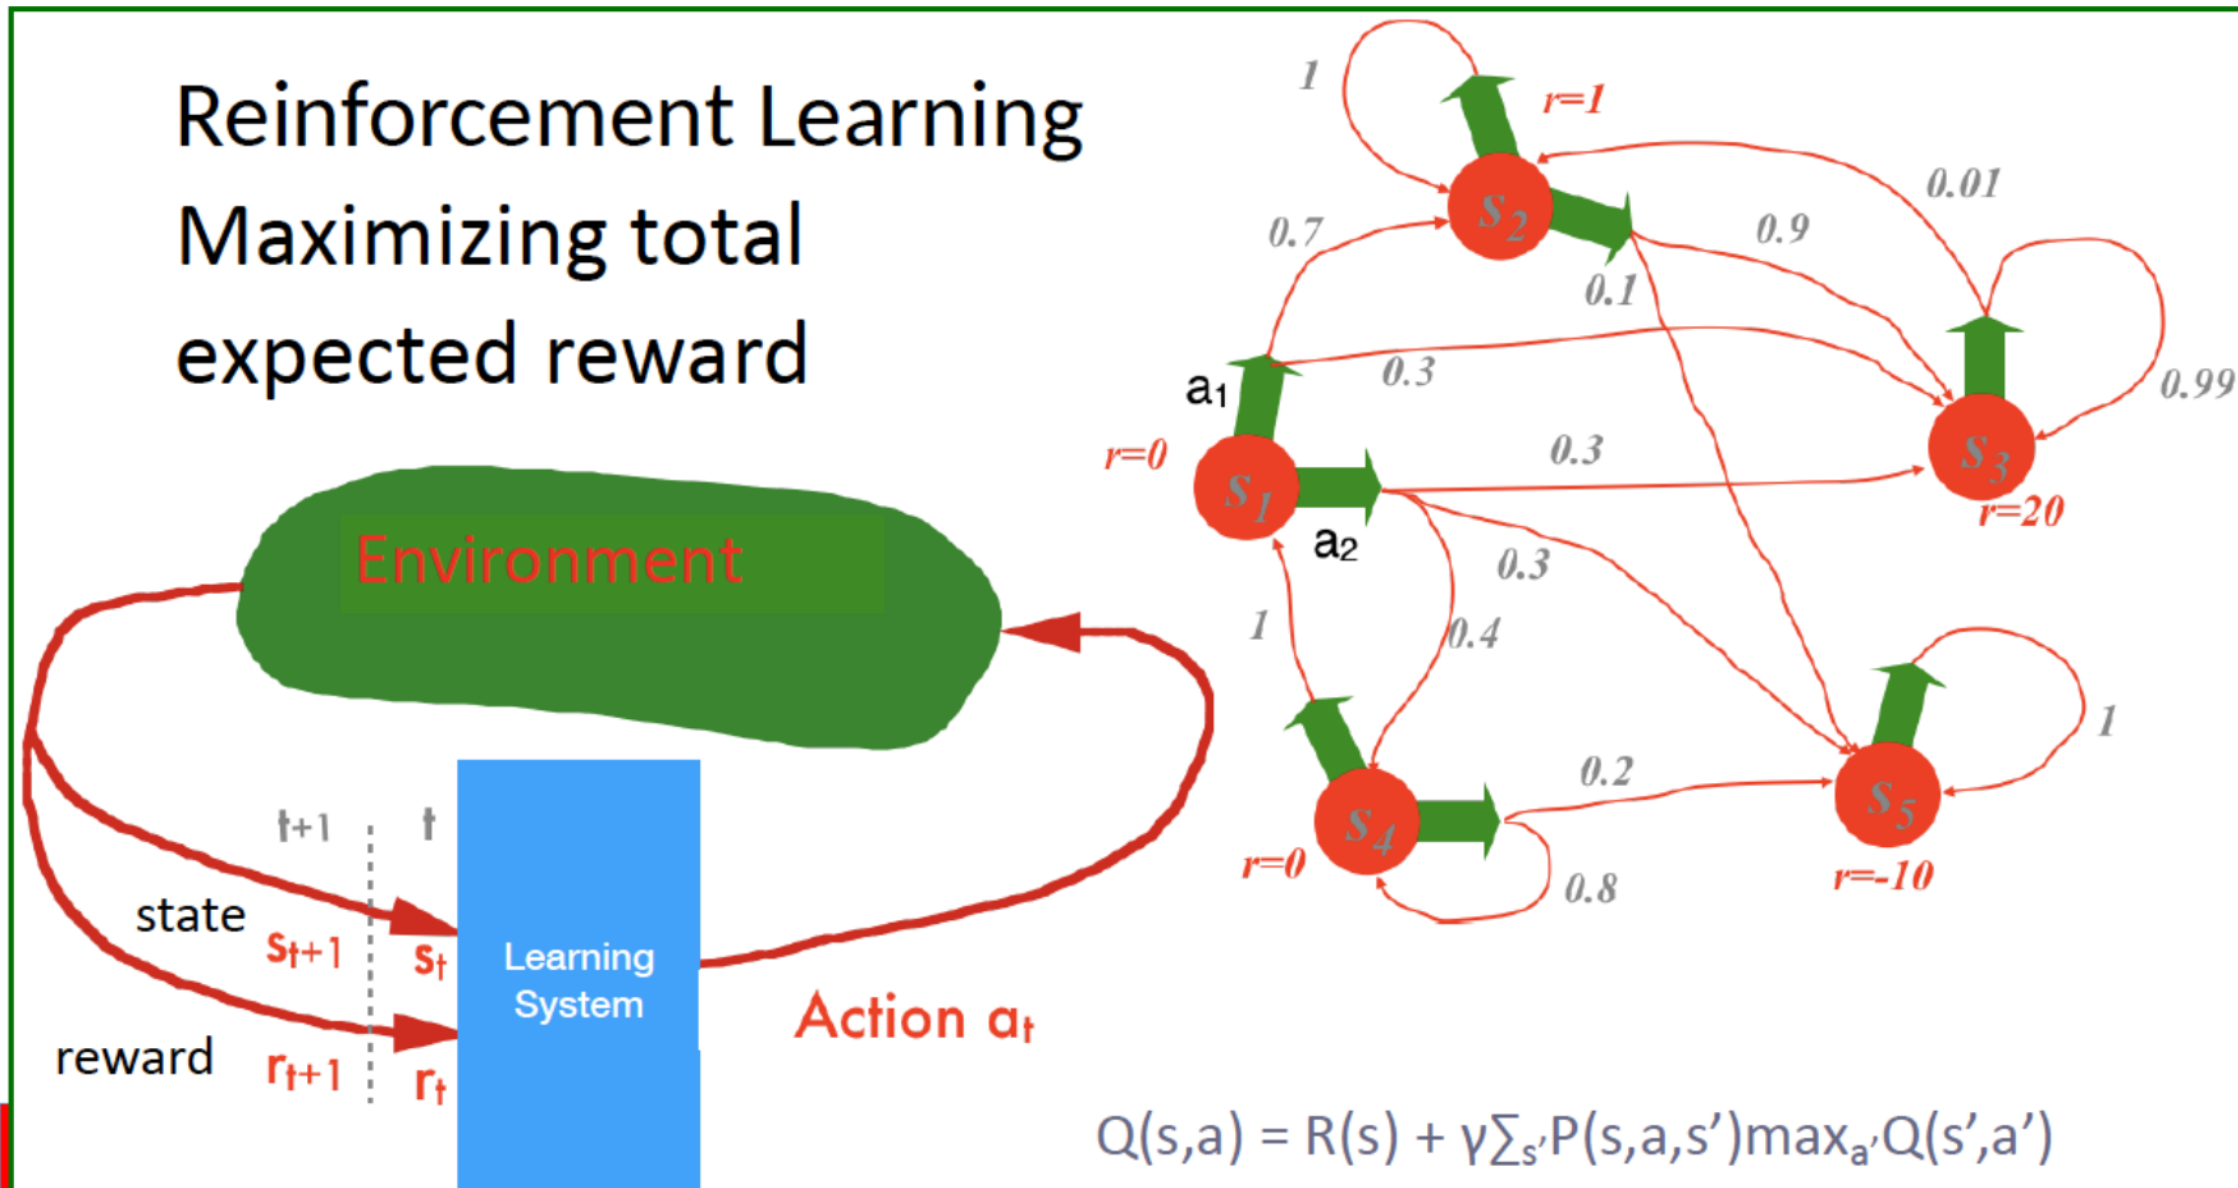 Reinforcement Learning
Maximizing total
expected reward
Environment
t+1
t
state
st+1
st
reward
rt+1
rt
Learning
System
Action at
1
r=1
s2
0.01
0.7
0.9
0.1
a1
0.3
0.99
r=0
s1
0.3
s3
r=20
a2
0.3
1
0.4
1
0.2
s4
s5
r=0
0.8
r=-10
Q(s,a) = R(s) + γ∑s'P(s,a,s')maxa'Q(s',a')